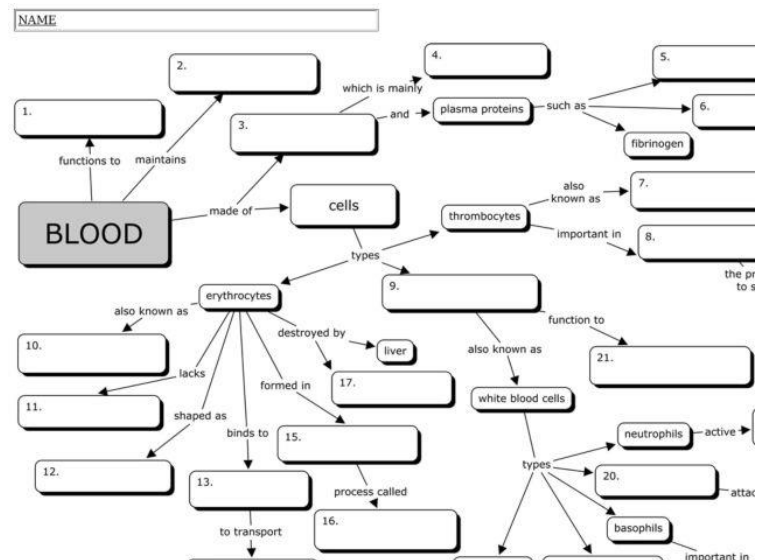 NAME
4.
5.
2.
which is mainly
1.
3.
and
plasma proteins
such as
6.
fibrinogen
functions to
maintains
also
known as
7.
made of
cells
thrombocytes
BLOOD
important in
8.
types
the pr
to s
erythrocytes
9.
also known as
function to
destroyed by
10.
liver
also known as
21.
lacks
formed in
17.
11.
white blood cells
shaped as
binds to
15.
neutrophils
active
12.
types
13.
process called
20.
attac
16.
to transport
basophils
important in